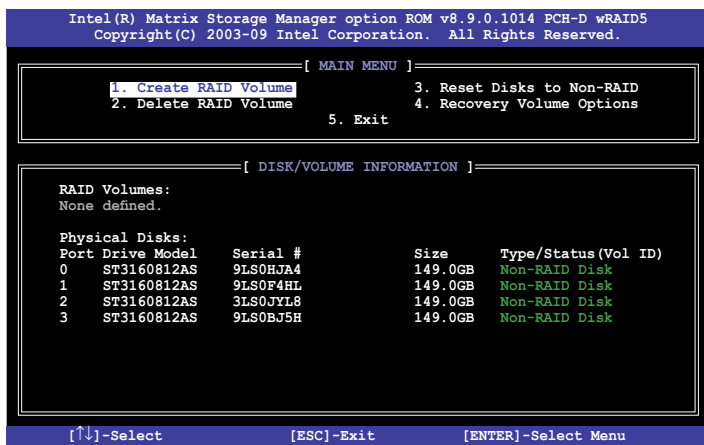 Intel(R) Matrix Storage Manager option ROM v8.9.0.1014 PCH-D wRAID5
Copyright(C) 2003-09 Intel Corporation. All Rights Reserved.
[ MAIN MENU ]
1. Create RAID Volume 3. Reset Disks to Non-RAID
2. Delete RAID Volume 4. Recovery Volume Options
5. Exit
[ DISK/VOLUME INFORMATION ]
RAID Volumes:
None defined.
Physical Disks:
Port Drive Model Serial # Size Type/Status(Vol ID)
0 ST3160812AS 9LS0HJA4 149.0GB Non-RAID Disk
1 ST3160812AS 9LS0F4HL 149.0GB Non-RAID Disk
2 ST3160812AS 3LS0JYL8 149.0GB Non-RAID Disk
3 ST3160812AS 9LS0BJ5H 149.0GB Non-RAID Disk
[↑↓]-Select [ESC]-Exit [ENTER]-Select Menu